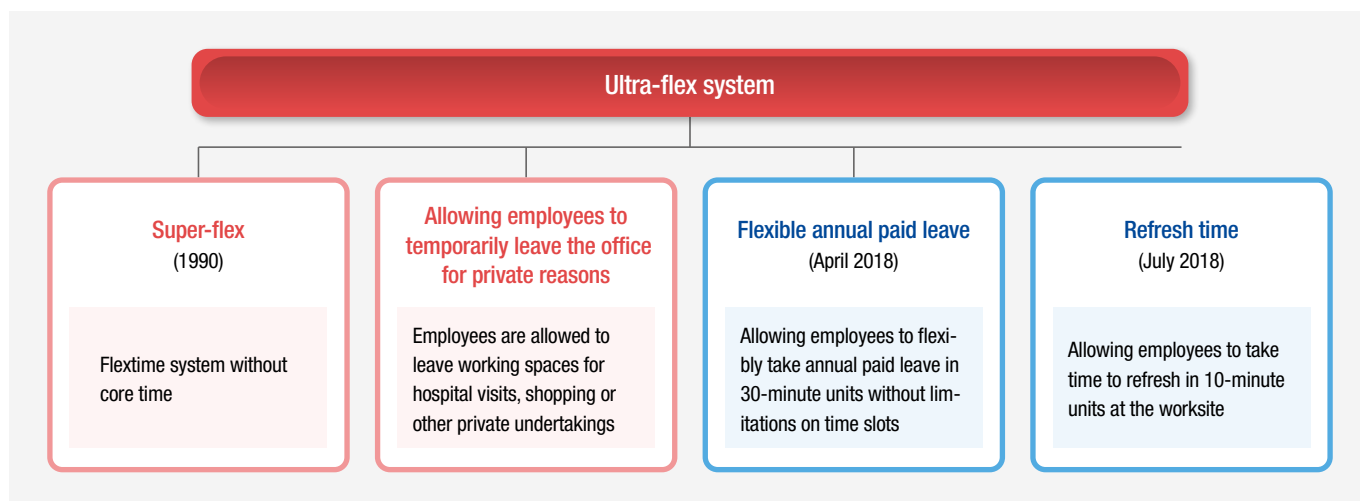 Ultra-flex system
Super-flex
(1990)
Flextime system without
core time
Allowing employees to
temporarily leave the office
for private reasons
Employees are allowed to
leave working spaces for
hospital visits, shopping or
other private undertakings
Flexible annual paid leave
(April 2018)
Allowing employees to flexi-
bly take annual paid leave in
30-minute units without lim-
itations on time slots
Refresh time
(July 2018)
Allowing employees to take
time to refresh in 10-minute
units at the worksite